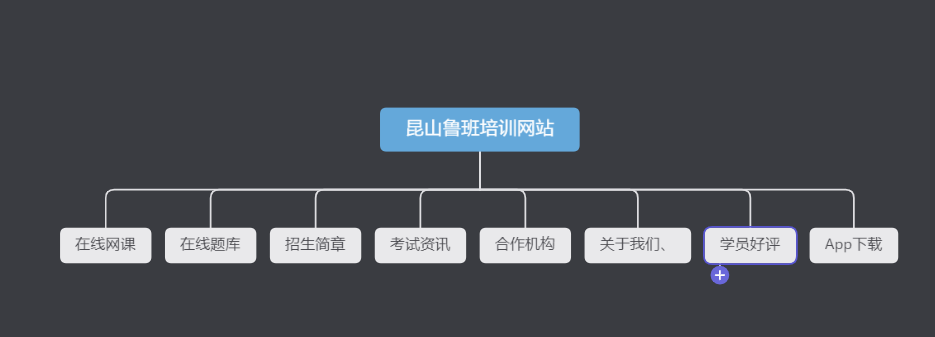 昆山鲁班培训网站
在线网课
在线题库
招生简章
考试资讯
合作机构
关于我们、
学员好评
App下载